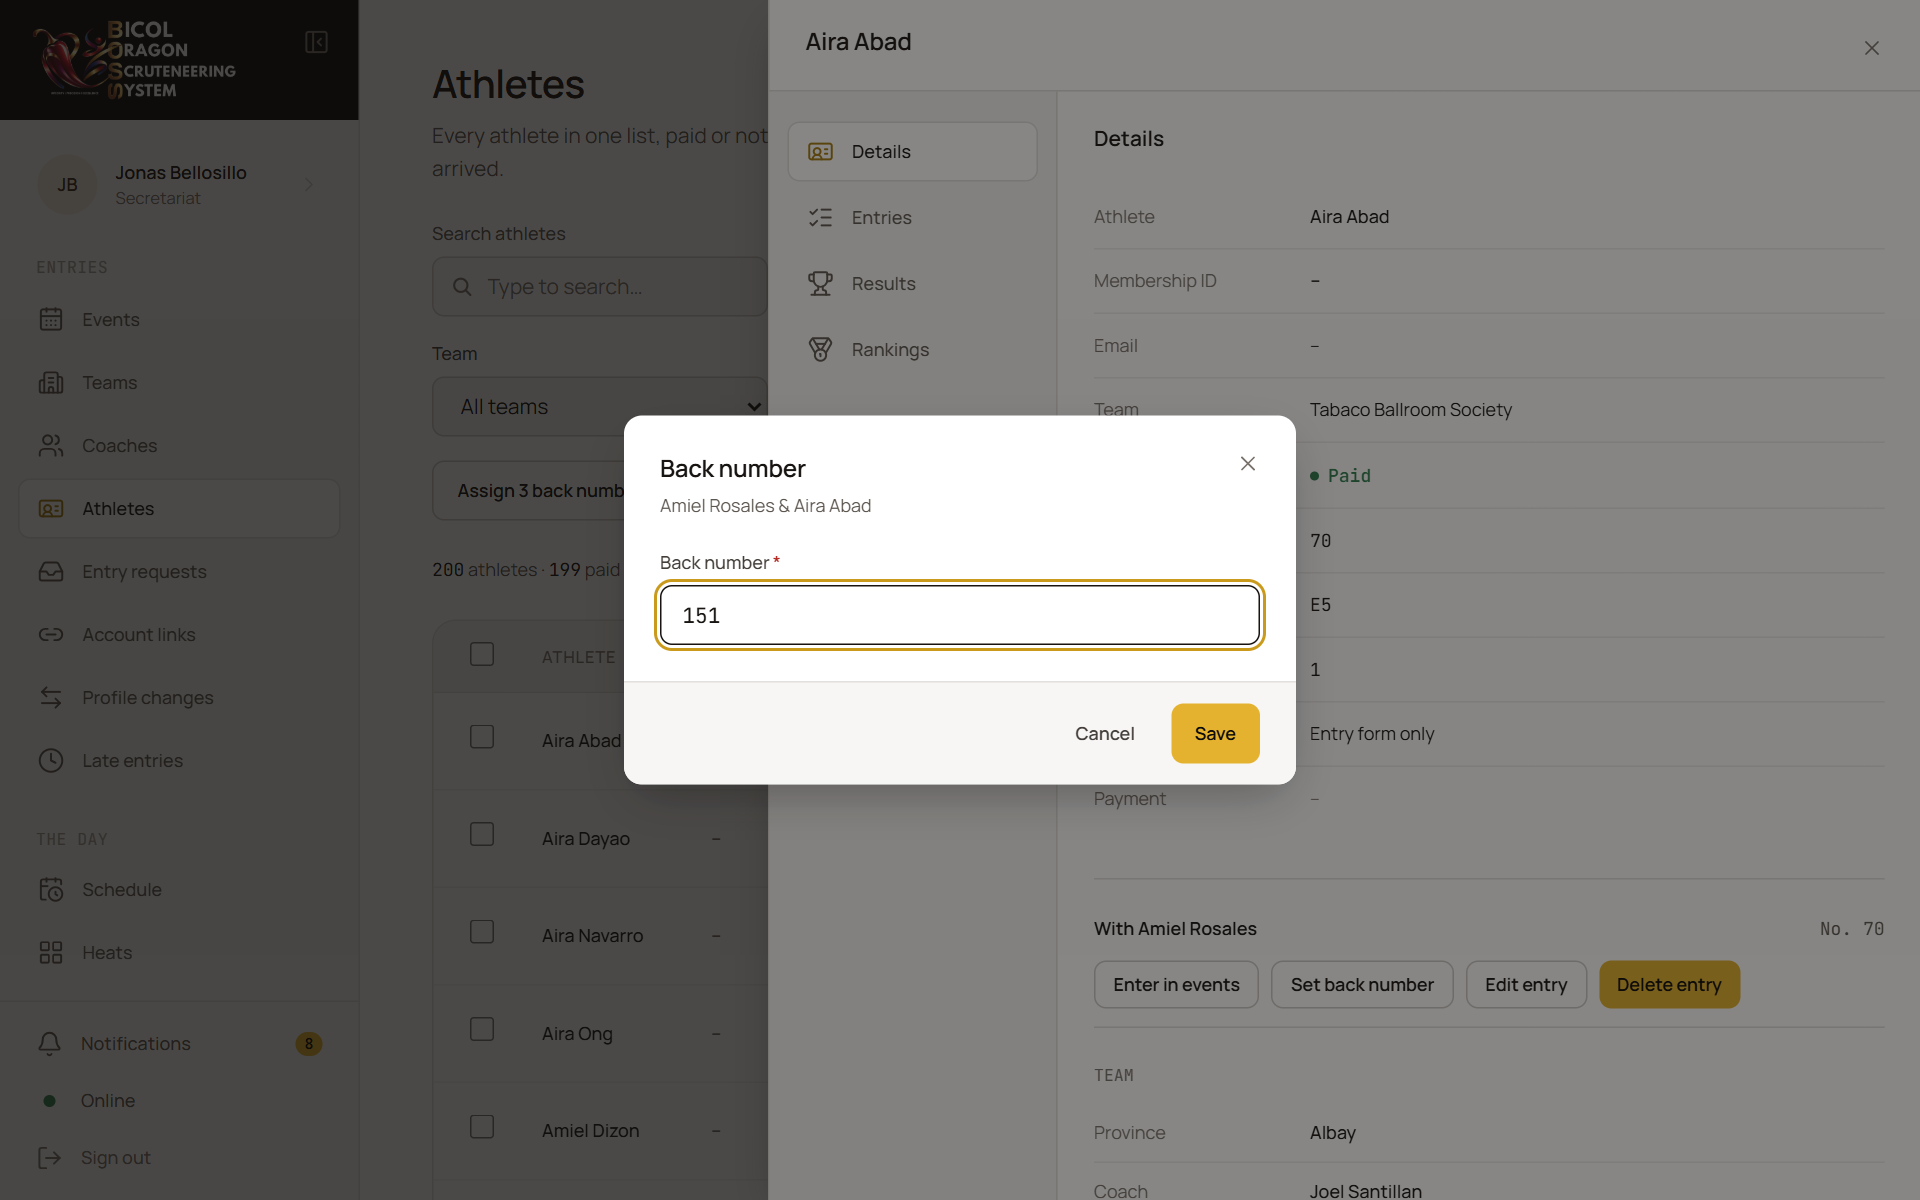 BICOL
DRAGON
SCRUTENEERING
SYSTEM
JB
Jonas Bellosillo
Secretariat
ENTRIES
Events
Teams
Coaches
Athletes
Entry requests
Account links
Profile changes
Late entries
THE DAY
Schedule
Heats
Notifications
8
Online
Sign out
Athletes
Every athlete in one list, paid or not
arrived.
Search athletes
Type to search...
Team
All teams
Assign 3 back numb
200 athletes · 199 paid
ATHLETE
Aira Abad
Aira Dayao –
Aira Navarro –
Aira Ong –
Amiel Dizon –
Aira Abad
Details
Entries
Results
Rankings
Details
Athlete Aira Abad
Membership ID –
Email –
Team Tabaco Ballroom Society
Paid
70
E5
1
Entry form only
Payment –
With Amiel Rosales No. 70
Enter in events Set back number Edit entry Delete entry
TEAM
Province Albay
Coach Joel Santillan
Back number
Amiel Rosales & Aira Abad
Back number *
151
Cancel Save